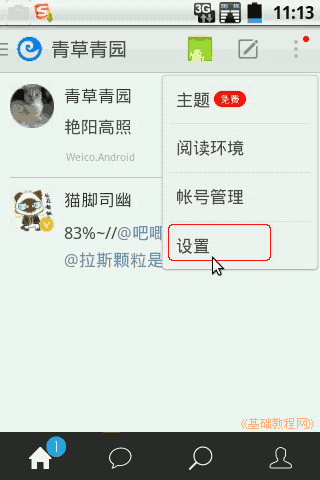 3G
11:13
青草青园
青草青园
艳阳高照
Weico.Android
猫脚司幽
83%~//@吧唧
@拉斯颗粒是
主题 免费
阅读环境
帐号管理
设置
《基础教程网》
1